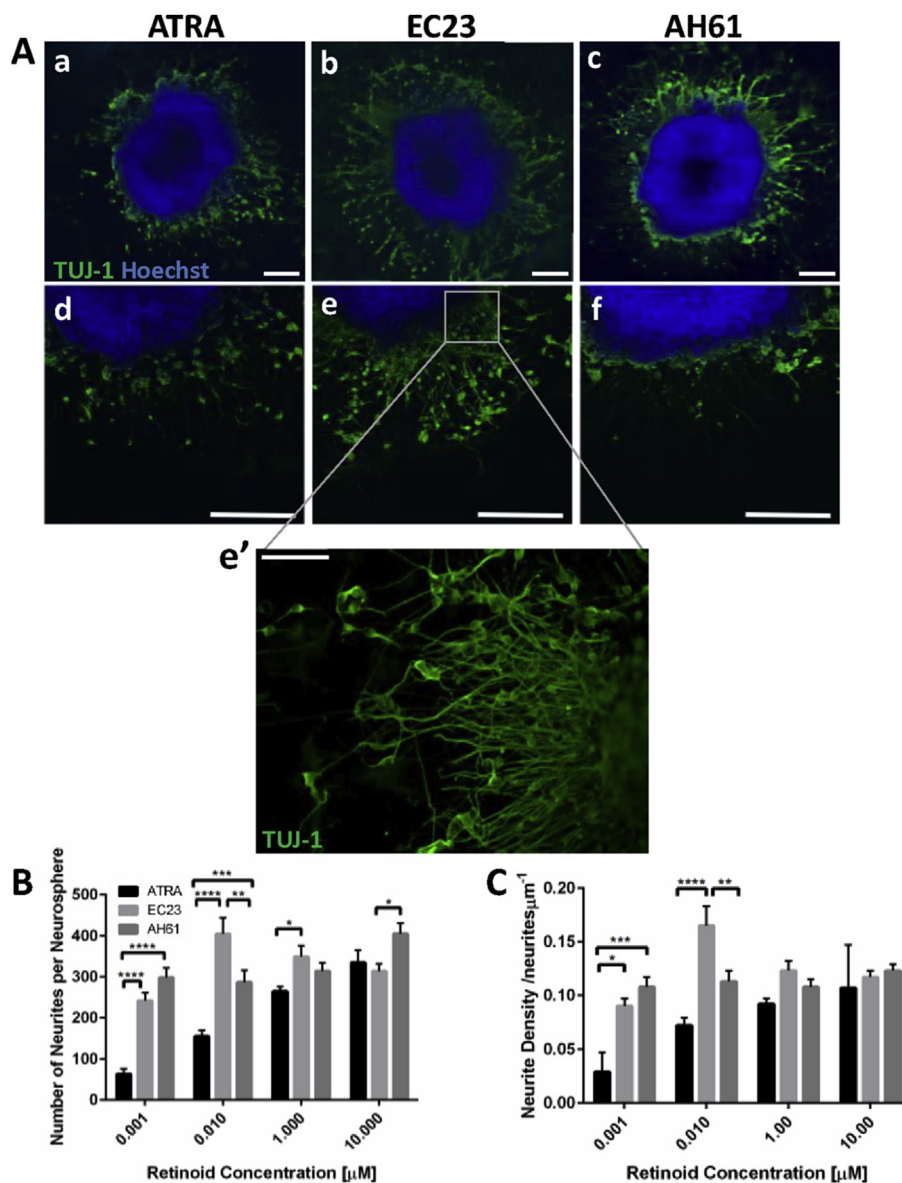 ATRA EC23 AH61
A
a b c
TUJ-1 Hoechst
d e f
e’
TUJ-1
B
Number of Neurites per Neurosphere
500
400
300
200
100
0
ATRA
EC23
AH61
**** ****
*** **** **
*
*
0.001 0.010 1.000 10.000
Retinoid Concentration [μM]
C
Neurite Density /neuritesμm-1
0.20
0.15
0.10
0.05
0.00
*** *
**** **
0.001 0.010 1.00 10.00
Retinoid Concentration [μM]